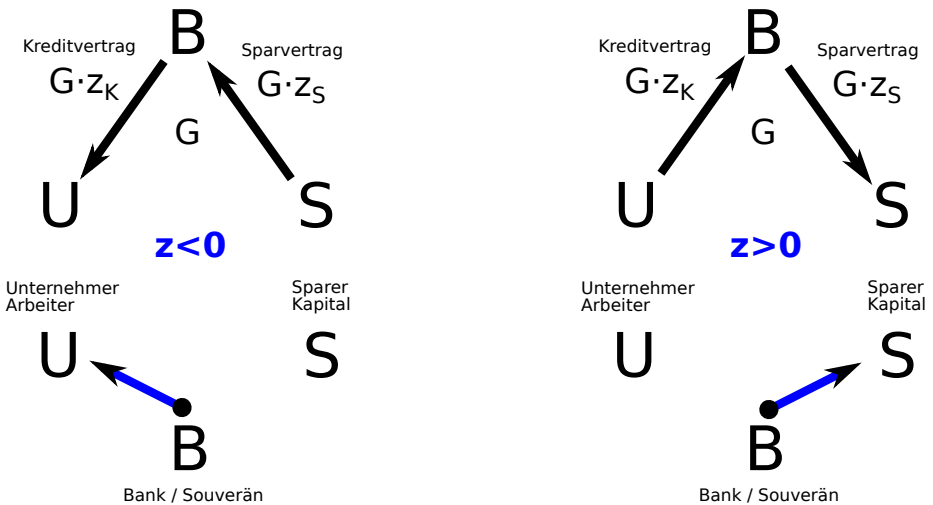 B
Kreditvertrag
Sparvertrag
G·zK
G·zS
G
U
S
z<0
Unternehmer
Arbeiter
Sparer
Kapital
U
S
B
Bank / Souverän
B
Kreditvertrag
Sparvertrag
G·zK
G·zS
G
U
S
z>0
Unternehmer
Arbeiter
Sparer
Kapital
U
S
B
Bank / Souverän